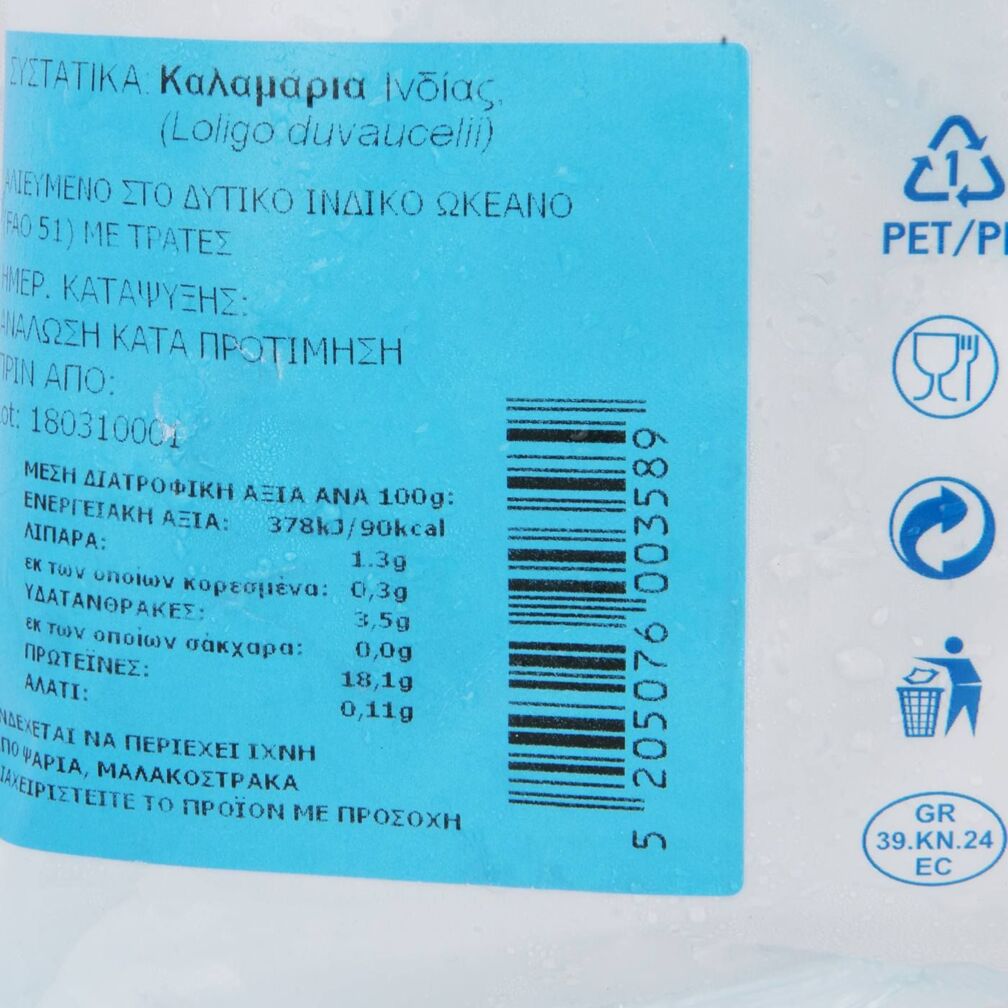 ΣΥΣΤΑΤΙΚΑ: Καλαμάρια Ινδίας,
(Loligo duvaucelii)
ΑΛΙΕΥΜΕΝΟ ΣΤΟ ΔΥΤΙΚΟ ΙΝΔΙΚΟ ΩΚΕΑΝΟ
(FAO 51) ΜΕ ΤΡΑΤΕΣ
ΗΜΕΡ. ΚΑΤΑΨΥΞΗΣ:
ΑΝΑΛΩΣΗ ΚΑΤΑ ΠΡΟΤΙΜΗΣΗ
ΠΡΙΝ ΑΠΟ:
Lot: 180310001
ΜΕΣΗ ΔΙΑΤΡΟΦΙΚΗ ΑΞΙΑ ΑΝΑ 100g:
ΕΝΕΡΓΕΙΑΚΗ ΑΞΙΑ: 378kJ/90kcal
ΛΙΠΑΡΑ: 1.3g
εκ των οποίων κορεσμένα: 0,3g
ΥΔΑΤΑΝΘΡΑΚΕΣ: 3,5g
εκ των οποίων σάκχαρα: 0,0g
ΠΡΩΤΕΪΝΕΣ: 18,1g
ΑΛΑΤΙ: 0,11g
ΝΔΕΧΕΤΑΙ ΝΑ ΠΕΡΙΕΧΕΙ ΙΧΝΗ
ΠΟ ΨΑΡΙΑ, ΜΑΛΑΚΟΣΤΡΑΚΑ
ΙΑΧΕΙΡΙΣΤΕΙΤΕ ΤΟ ΠΡΟΪΟΝ ΜΕ ΠΡΟΣΟΧΗ
5 205076 003589
1
PET/P
GR
39.KN.24
EC